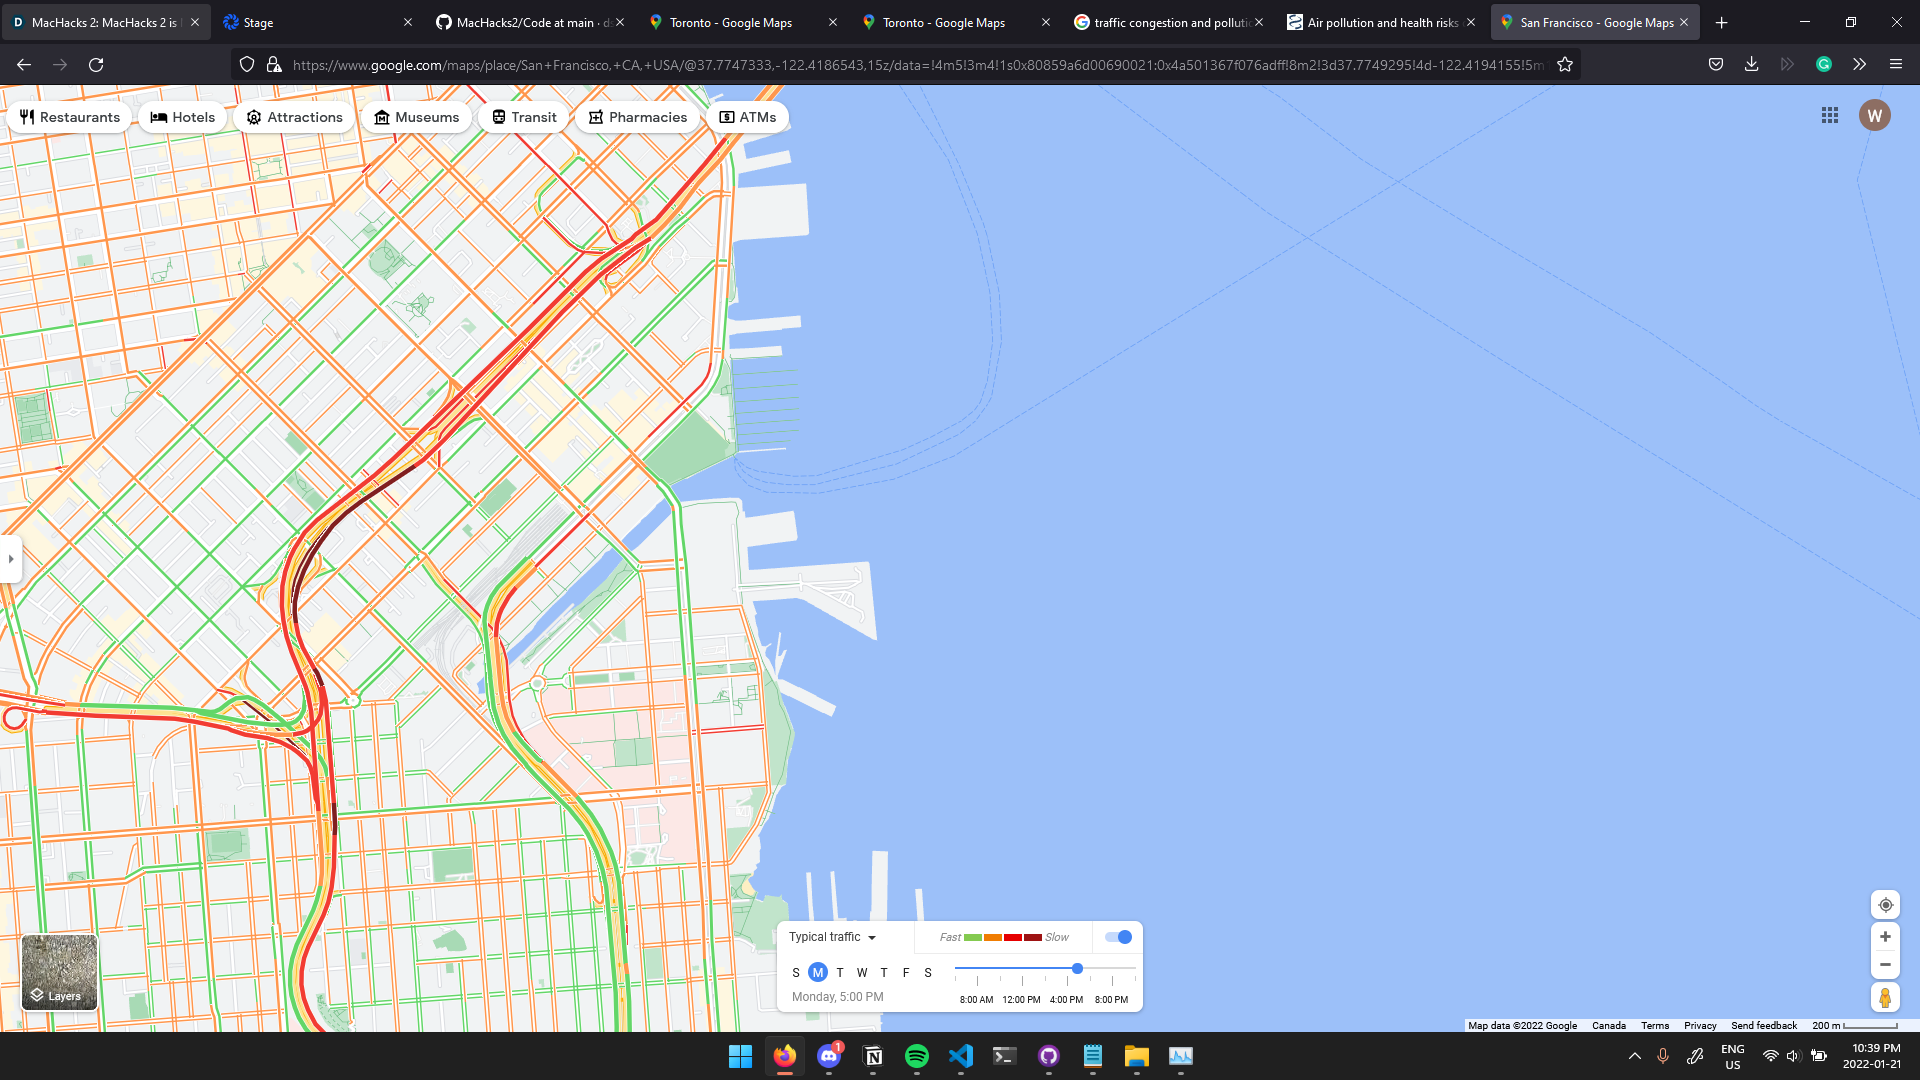 MacHacks 2: MacHacks 2 is
Stage
MacHacks2/Code at main · ds
Toronto - Google Maps
Toronto - Google Maps
traffic congestion and pollutio
Air pollution and health risks
San Francisco - Google Maps
https://www.google.com/maps/place/San+Francisco,+CA,+USA/@37.7747333,-122.4186543,15z/data=!4m5!3m4!1s0x80859a6d00690021:0x4a501367f076adff!8m2!3d37.7749295!4d-122.4194155!5m
Restaurants
Hotels
Attractions
Museums
Transit
Pharmacies
ATMs
W
Typical traffic
Fast
Slow
S M T W T F S
Monday, 5:00 PM
8:00 AM 12:00 PM 4:00 PM 8:00 PM
Layers
Map data ©2022 Google Canada Terms Privacy Send feedback 200 m
1
ENG
US
10:39 PM
2022-01-21